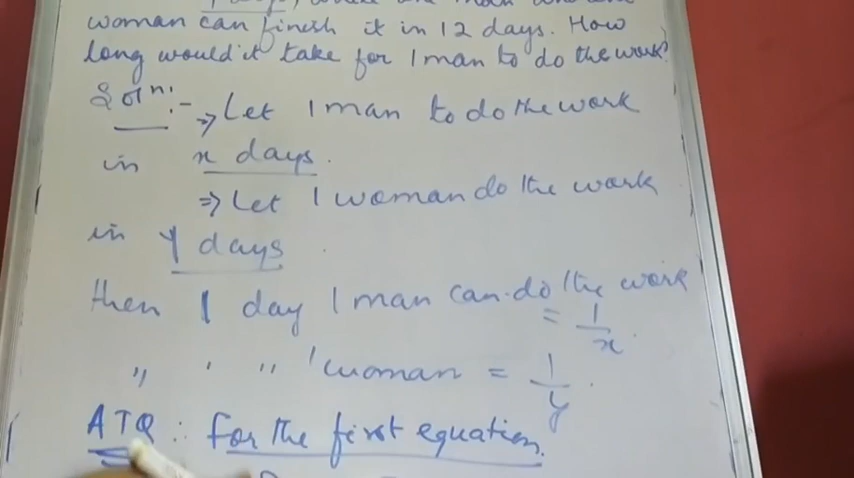 woman can finish it in 12 days. How
long would it take for 1 man to do the work?
Solⁿ:- ⇒ Let 1 man to do the work
in x days.
⇒ Let 1 woman do the work
in y days
then 1 day 1 man can do the work
= 1/x.
,, ' ,, 1 woman = 1/y.
ATQ: for the first equation.